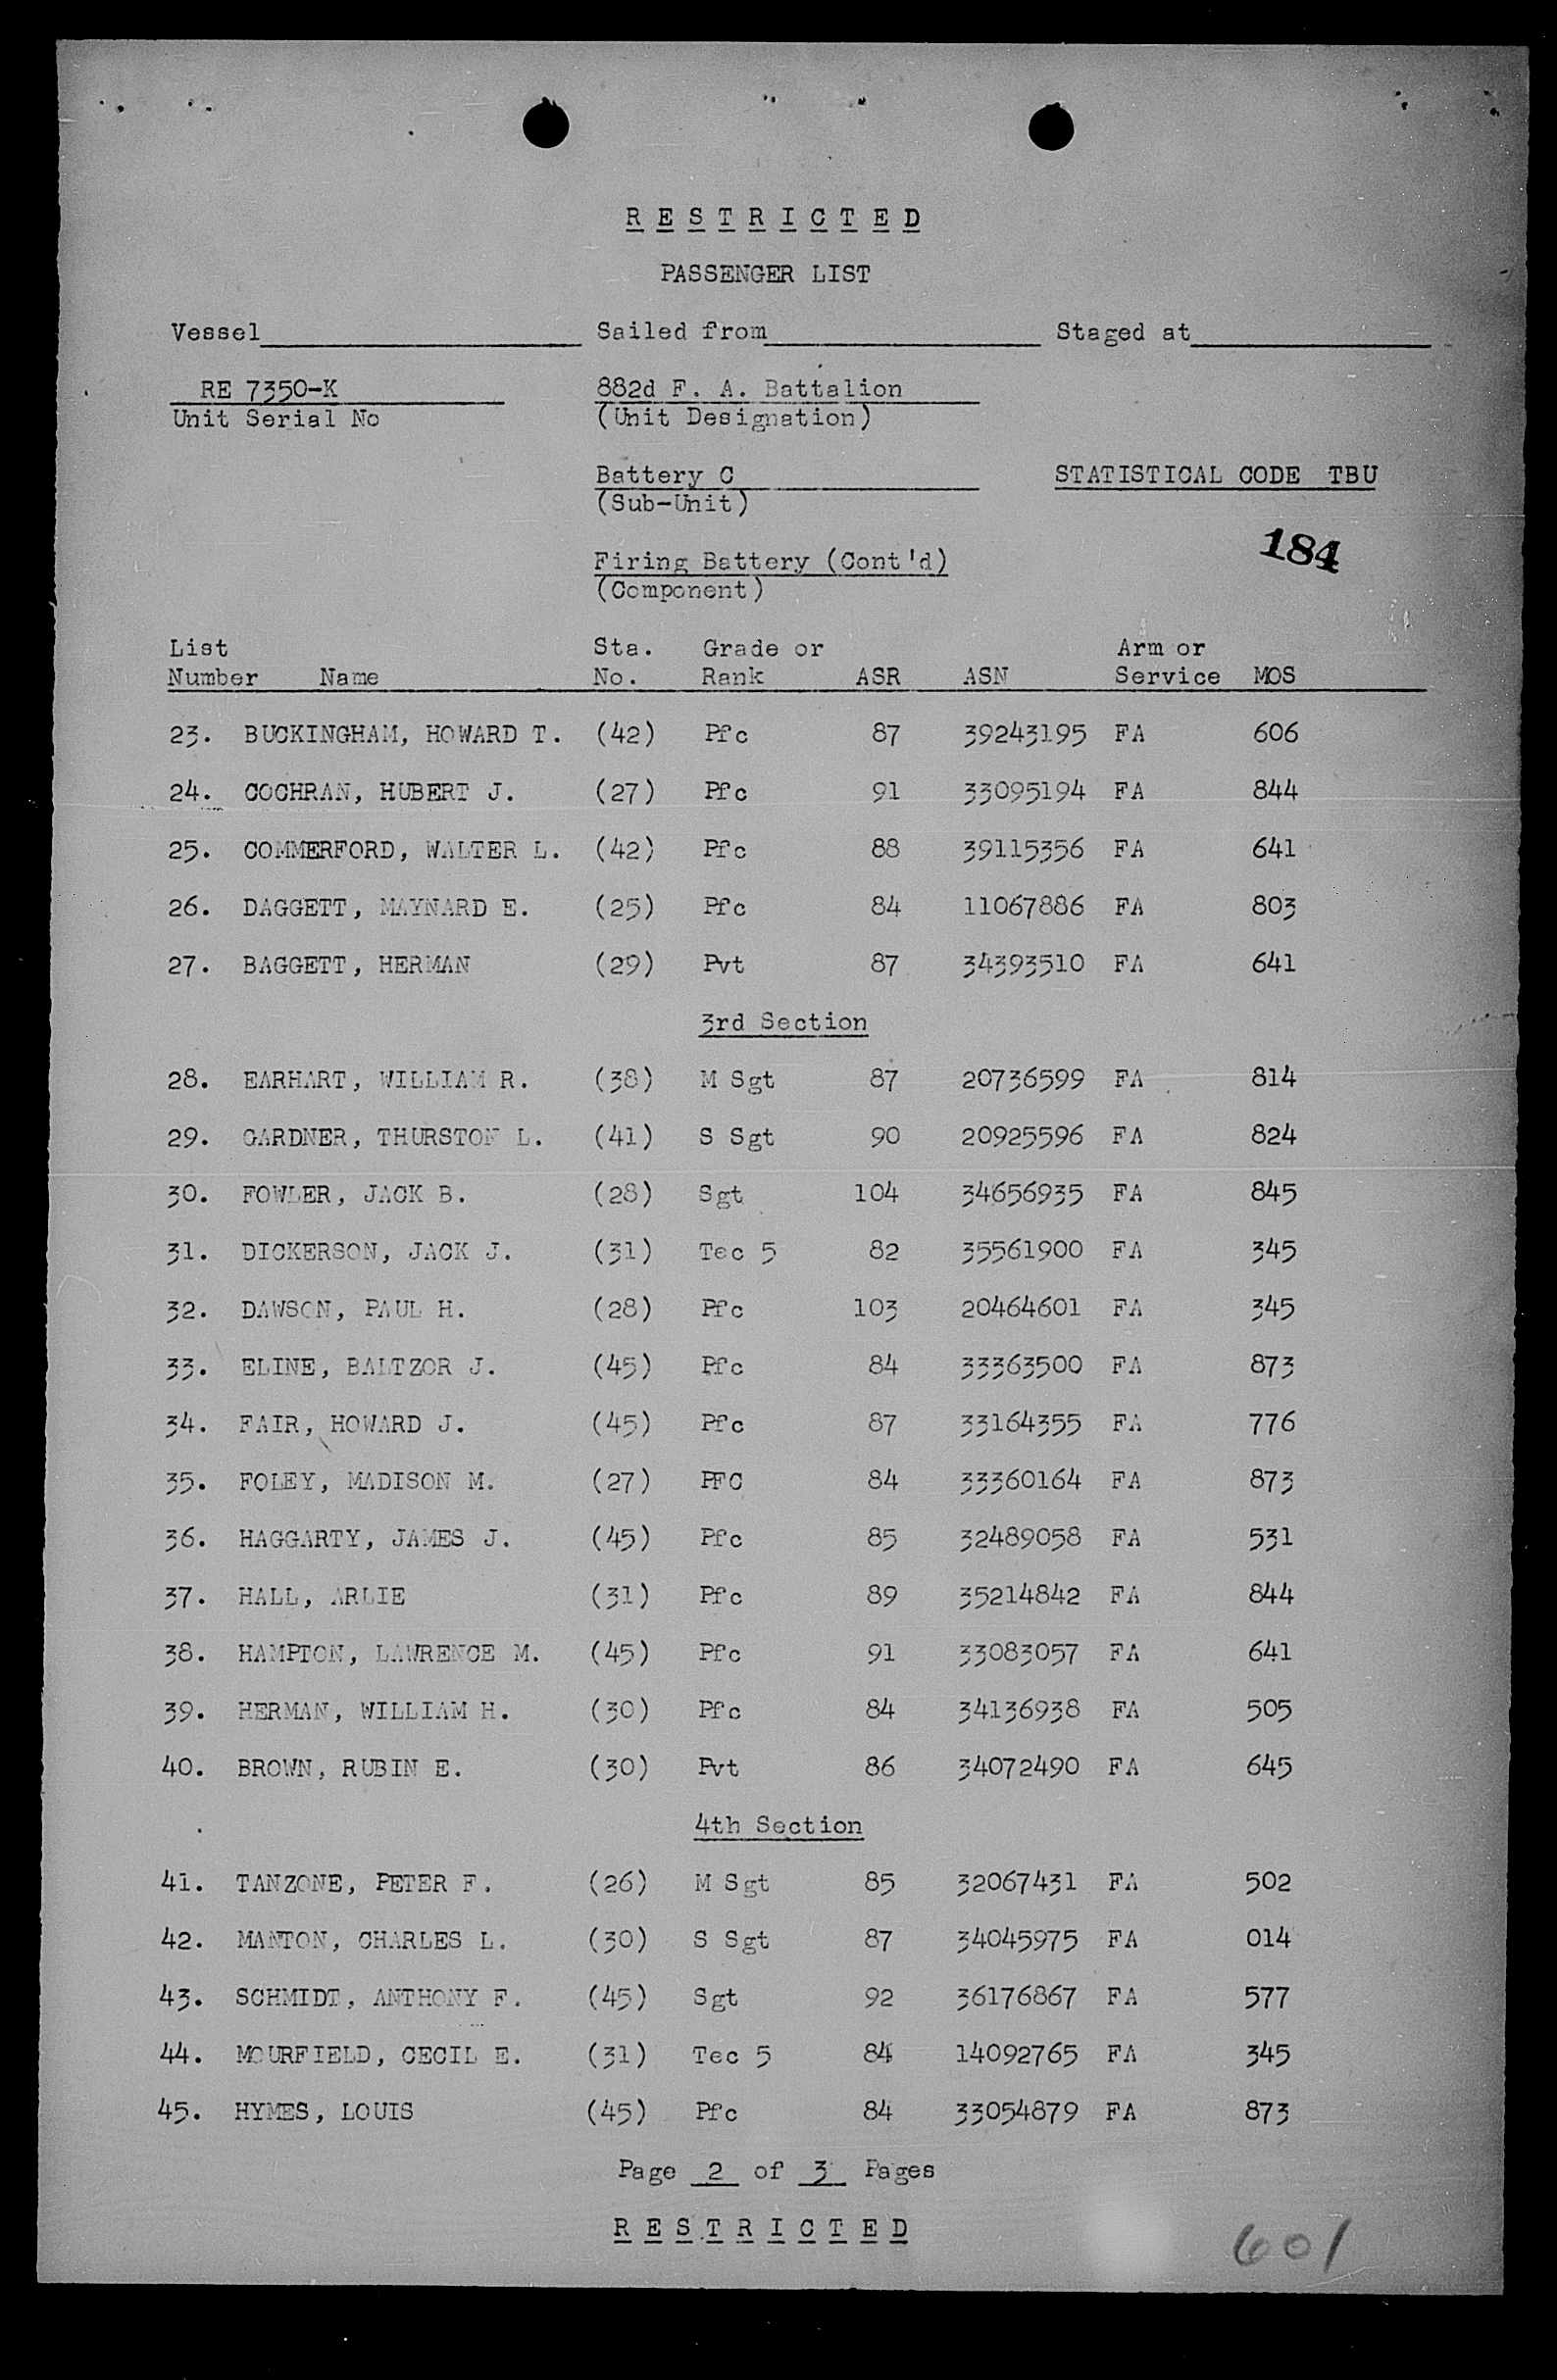 RESTRICTED
PASSENGER LIST
Vessel Sailed from Staged at
RE 7350-K 882d F. A. Battalion
Unit Serial No (Unit Designation)
Battery C STATISTICAL CODE TBU
(Sub-Unit)
184
Firing Battery (Cont'd)
(Component)
List Sta. Grade or Arm or
Number Name No. Rank ASR ASN Service MOS
23. BUCKINGHAM, HOWARD T. (42) Pfc 87 39243195 FA 606
24. COCHRAN, HUBERT J. (27) Pfc 91 33095194 FA 844
25. COMMERFORD, WALTER L. (42) Pfc 88 39115356 FA 641
26. DAGGETT, MAYNARD E. (25) Pfc 84 11067886 FA 803
27. BAGGETT, HERMAN (29) Pvt 87 34393510 FA 641
3rd Section
28. EARHART, WILLIAM R. (38) M Sgt 87 20736599 FA 814
29. GARDNER, THURSTON L. (41) S Sgt 90 20925596 FA 824
30. FOWLER, JACK B. (28) Sgt 104 34656935 FA 845
31. DICKERSON, JACK J. (31) Tec 5 82 35561900 FA 345
32. DAWSON, PAUL H. (28) Pfc 103 20464601 FA 345
33. ELINE, BALTZOR J. (45) Pfc 84 33363500 FA 873
34. FAIR, HOWARD J. (45) Pfc 87 33164355 FA 776
35. FOLEY, MADISON M. (27) PFC 84 33360164 FA 873
36. HAGGARTY, JAMES J. (45) Pfc 85 32489058 FA 531
37. HALL, ARLIE (31) Pfc 89 35214842 FA 844
38. HAMPTON, LAWRENCE M. (45) Pfc 91 33083057 FA 641
39. HERMAN, WILLIAM H. (30) Pfc 84 34136938 FA 505
40. BROWN, RUBIN E. (30) Pvt 86 34072490 FA 645
4th Section
41. TANZONE, PETER F. (26) M Sgt 85 32067431 FA 502
42. MANTON, CHARLES L. (30) S Sgt 87 34045975 FA 014
43. SCHMIDT, ANTHONY F. (45) Sgt 92 36176867 FA 577
44. MOURFIELD, CECIL E. (31) Tec 5 84 14092765 FA 345
45. HYMES, LOUIS (45) Pfc 84 33054879 FA 873
Page 2 of 3 Pages
RESTRICTED
601